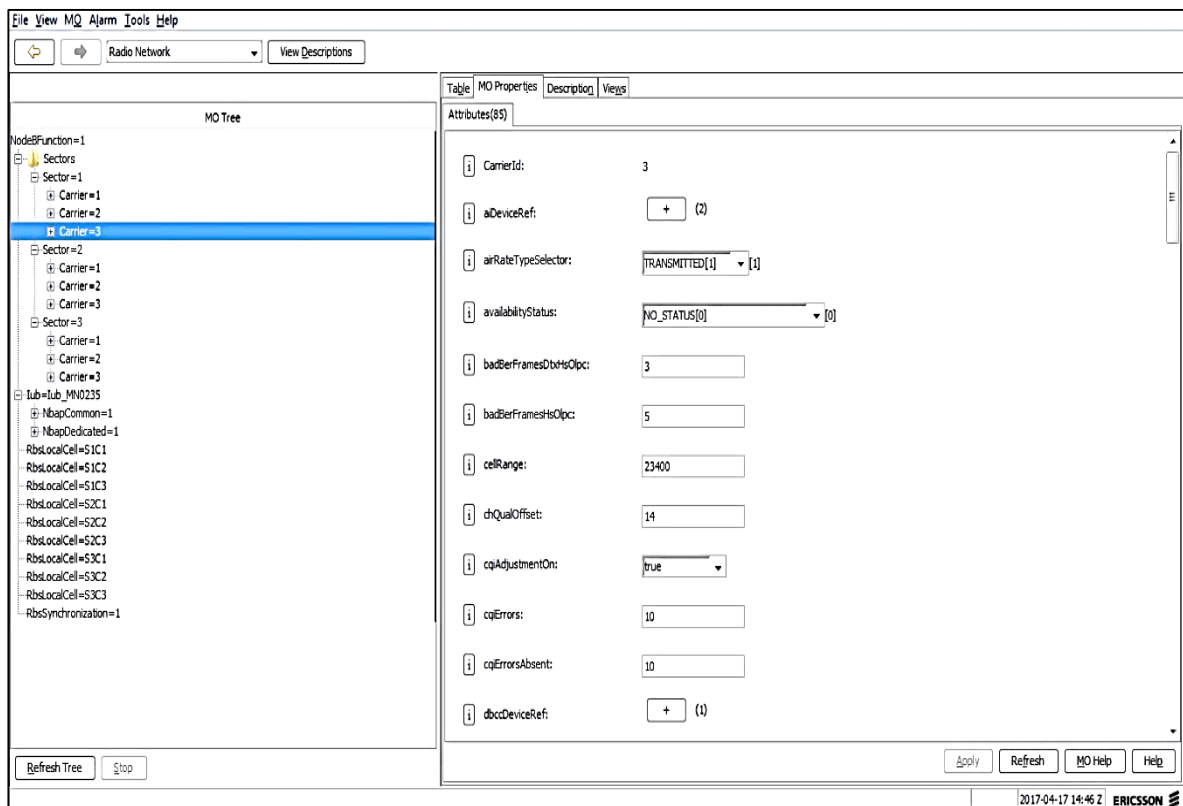 File View MO Alarm Tools Help
Radio Network View Descriptions
MO Tree
NodeBFunction=1
Sectors
Sector=1
Carrier=1
Carrier=2
Carrier=3
Sector=2
Carrier=1
Carrier=2
Carrier=3
Sector=3
Carrier=1
Carrier=2
Carrier=3
Iub=Iub_MN0235
NbapCommon=1
NbapDedicated=1
RbsLocalCell=S1C1
RbsLocalCell=S1C2
RbsLocalCell=S1C3
RbsLocalCell=S2C1
RbsLocalCell=S2C2
RbsLocalCell=S2C3
RbsLocalCell=S3C1
RbsLocalCell=S3C2
RbsLocalCell=S3C3
RbsSynchronization=1
Refresh Tree Stop
Table MO Properties Description Views
Attributes(85)
i CarrierId: 3
i aiDeviceRef: + (2)
i airRateTypeSelector: TRANSMITTED[1] [1]
i availabilityStatus: NO_STATUS[0] [0]
i badBerFramesDtxHsOlpc: 3
i badBerFramesHsOlpc: 5
i cellRange: 23400
i chQualOffset: 14
i cqiAdjustmentOn: true
i cqiErrors: 10
i cqiErrorsAbsent: 10
i dbccDeviceRef: + (1)
Apply Refresh MO Help Help
2017-04-17 14:46 Z ERICSSON